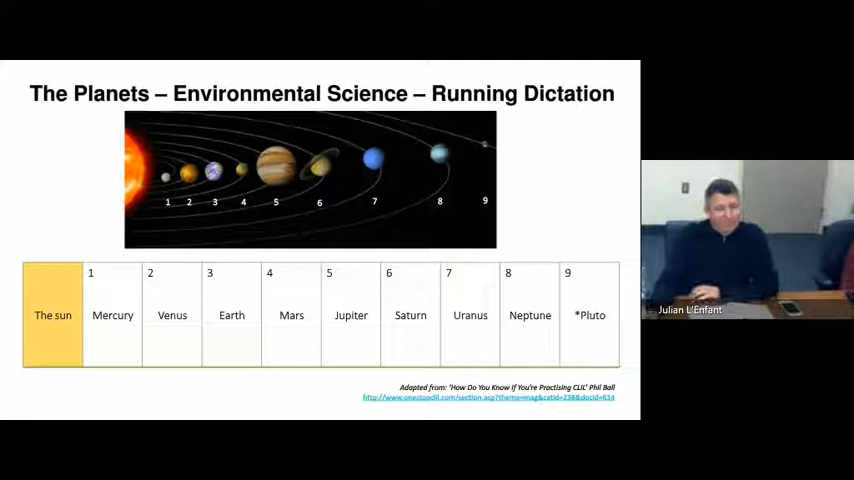 The Planets – Environmental Science – Running Dictation
1 2 3 4 5 6 7 8 9
The sun
1
Mercury
2
Venus
3
Earth
4
Mars
5
Jupiter
6
Saturn
7
Uranus
8
Neptune
9
*Pluto
Adapted from: 'How Do You Know If You're Practising CLIL' Phil Ball
http://www.onestopclil.com/section.asp?theme=mag&catid=238&docid=614
Julian L'Enfant